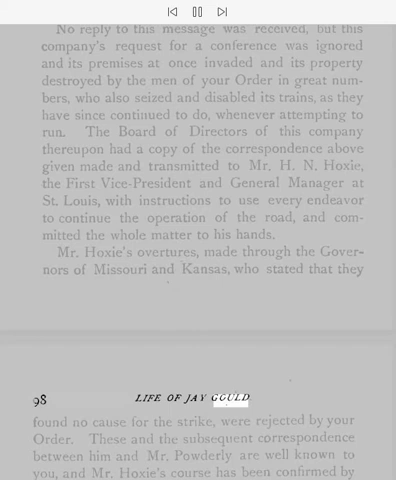 No reply to this message was received, but this
company's request for a conference was ignored
and its premises at once invaded and its property
destroyed by the men of your Order in great num-
bers, who also seized and disabled its trains, as they
have since continued to do, whenever attempting to
run. The Board of Directors of this company
thereupon had a copy of the correspondence above
given made and transmitted to Mr. H. N. Hoxie,
the First Vice-President and General Manager at
St. Louis, with instructions to use every endeavor
to continue the operation of the road, and com-
mitted the whole matter to his hands.
Mr. Hoxie's overtures, made through the Gover-
nors of Missouri and Kansas, who stated that they
98 LIFE OF JAY GOULD
found no cause for the strike, were rejected by your
Order. These and the subsequent correspondence
between him and Mr. Powderly are well known to
you, and Mr. Hoxie's course has been confirmed by